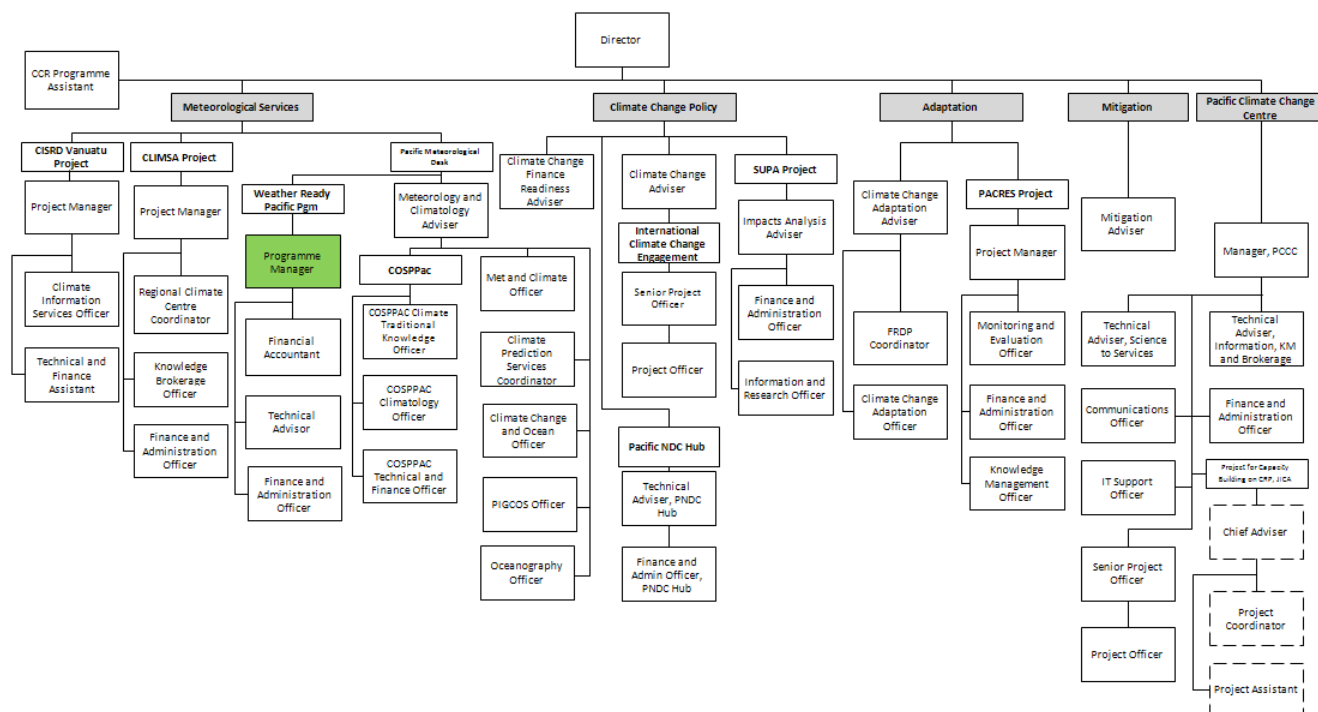 Director
CCR Programme
Assistant
Meteorological Services
Climate Change Policy
Adaptation
Mitigation
Pacific Climate Change
Centre
CISRD Vanuatu
Project
Project Manager
Climate
Information
Services Officer
Technical and
Finance
Assistant
CLIMSA Project
Project Manager
Regional Climate
Centre
Coordinator
Knowledge
Brokerage
Officer
Finance and
Administration
Officer
Pacific Meteorological
Desk
Weather Ready
Pacific Pgm
Programme
Manager
Financial
Accountant
Technical
Advisor
Finance and
Administration
Officer
Meteorology and
Climatology
Adviser
COSPPac
COSPPAC Climate
Traditional
Knowledge Officer
COSPPAC
Climatology
Officer
COSPPAC
Technical and
Finance Officer
Met and Climate
Officer
Climate
Prediction
Services
Coordinator
Climate Change
and Ocean
Officer
PIGCOS Officer
Oceanography
Officer
Climate Change
Finance
Readiness
Adviser
Climate Change
Adviser
International
Climate Change
Engagement
Senior Project
Officer
Project Officer
Pacific NDC Hub
Technical
Adviser, PNDC
Hub
Finance and
Admin Officer,
PNDC Hub
SUPA Project
Impacts Analysis
Adviser
Finance and
Administration
Officer
Information and
Research Officer
Climate Change
Adaptation
Adviser
FRDP
Coordinator
Climate Change
Adaptation
Officer
PACRES Project
Project Manager
Monitoring and
Evaluation
Officer
Finance and
Administration
Officer
Knowledge
Management
Officer
Mitigation
Adviser
Manager, PCCC
Technical
Adviser, Science
to Services
Technical
Adviser,
Information, KM
and Brokerage
Communications
Officer
Finance and
Administration
Officer
IT Support
Officer
Project for Capacity
Building on CRP, JICA
Chief Adviser
Senior Project
Officer
Project
Coordinator
Project Officer
Project Assistant